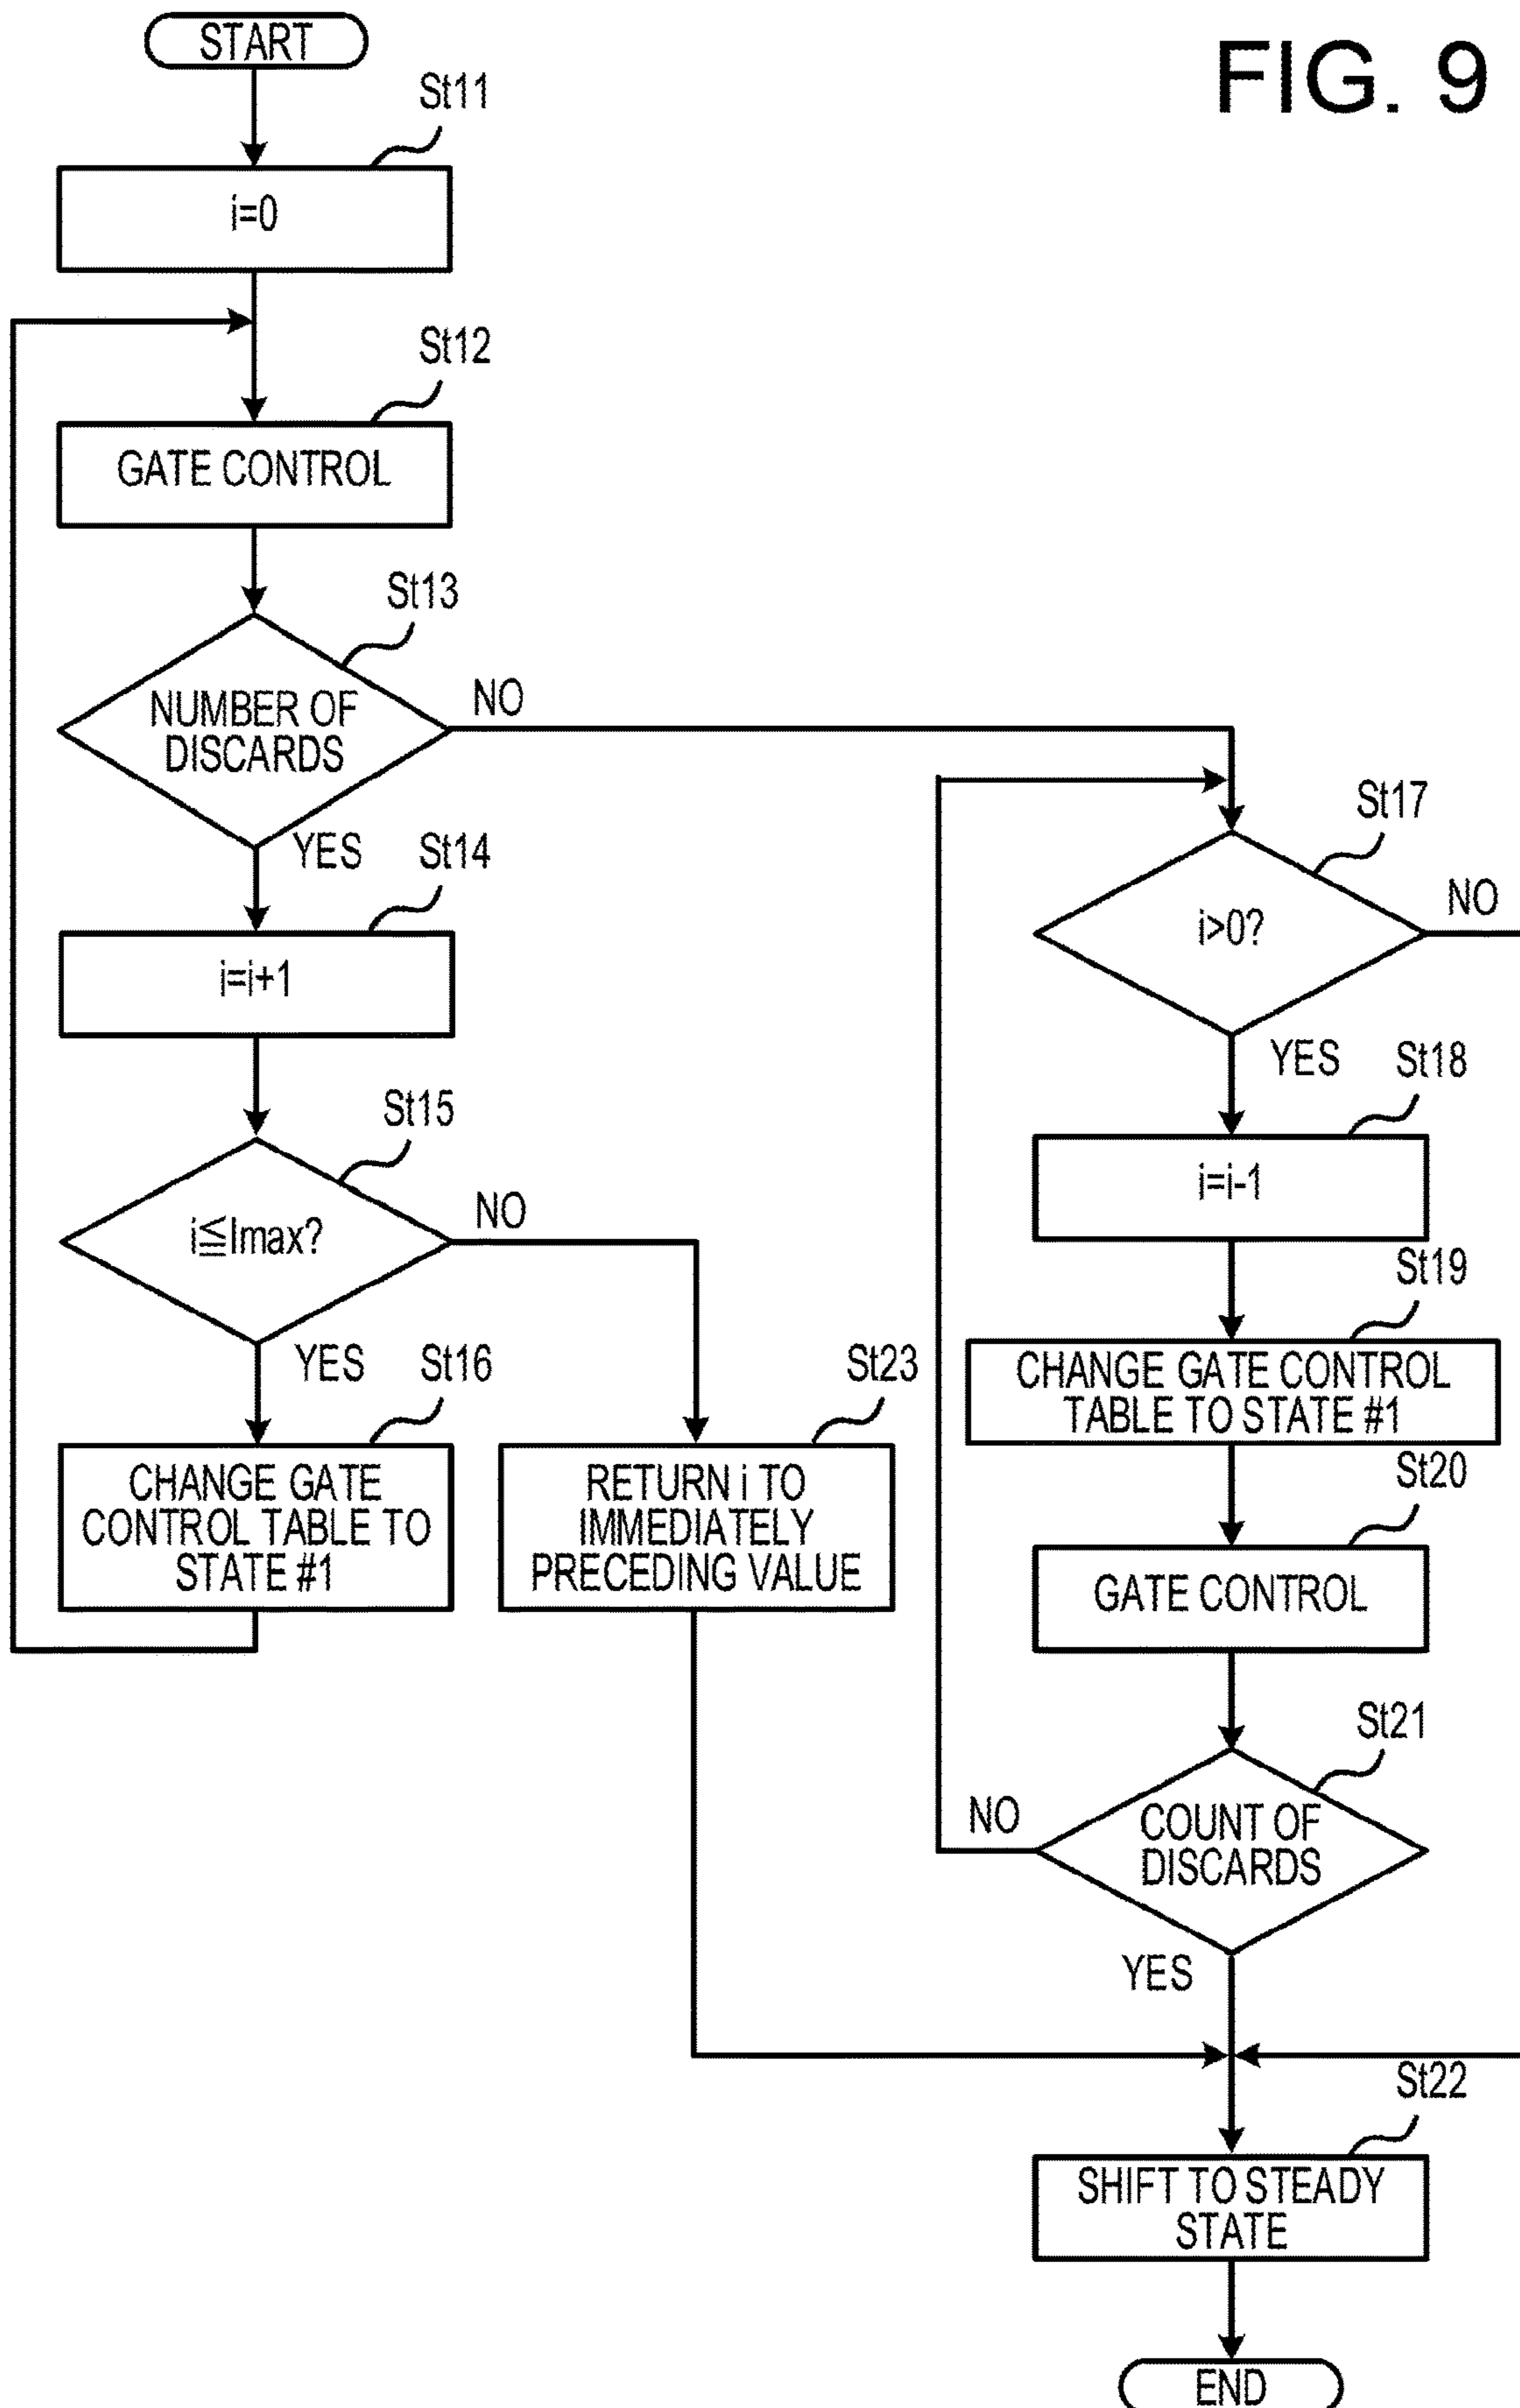 FIG. 9
START
St11
i=0
St12
GATE CONTROL
St13
NUMBER OF
DISCARDS
NO
YES
St14
i=i+1
St15
i≦Imax?
NO
YES
St16
CHANGE GATE
CONTROL TABLE TO
STATE #1
St23
RETURN i TO
IMMEDIATELY
PRECEDING VALUE
St17
i>0?
NO
YES
St18
i=i-1
St19
CHANGE GATE CONTROL
TABLE TO STATE #1
St20
GATE CONTROL
St21
COUNT OF
DISCARDS
NO
YES
St22
SHIFT TO STEADY
STATE
END